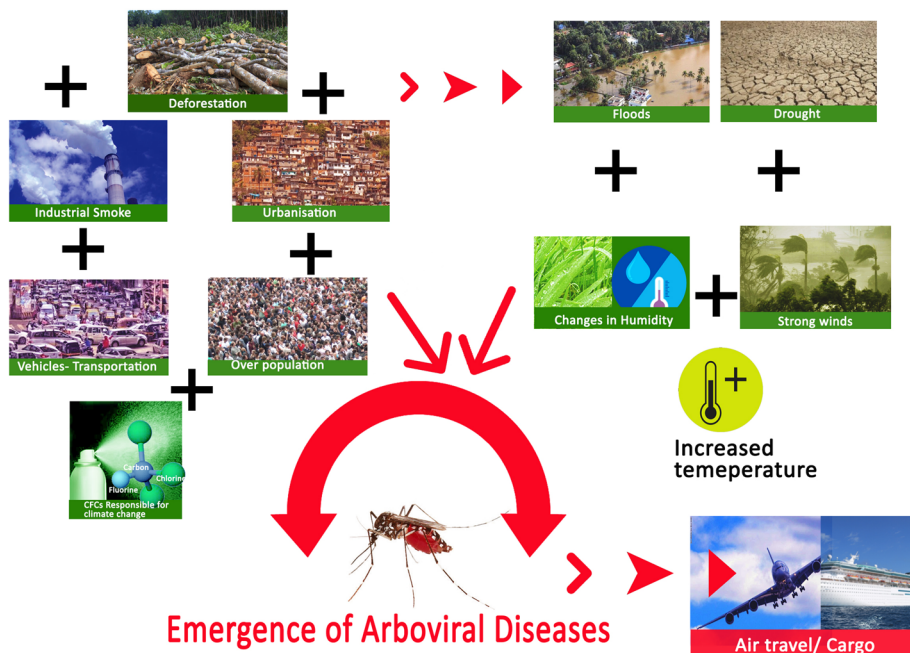 Deforestation
Floods
Drought
Industrial Smoke
Urbanisation
Vehicles- Transportation
Over population
Changes in Humidity
Strong winds
Carbon
Chlorine
Fluorine
CFCs Responsible for
climate change
Increased
temeperature
Emergence of Arboviral Diseases
Air travel/ Cargo